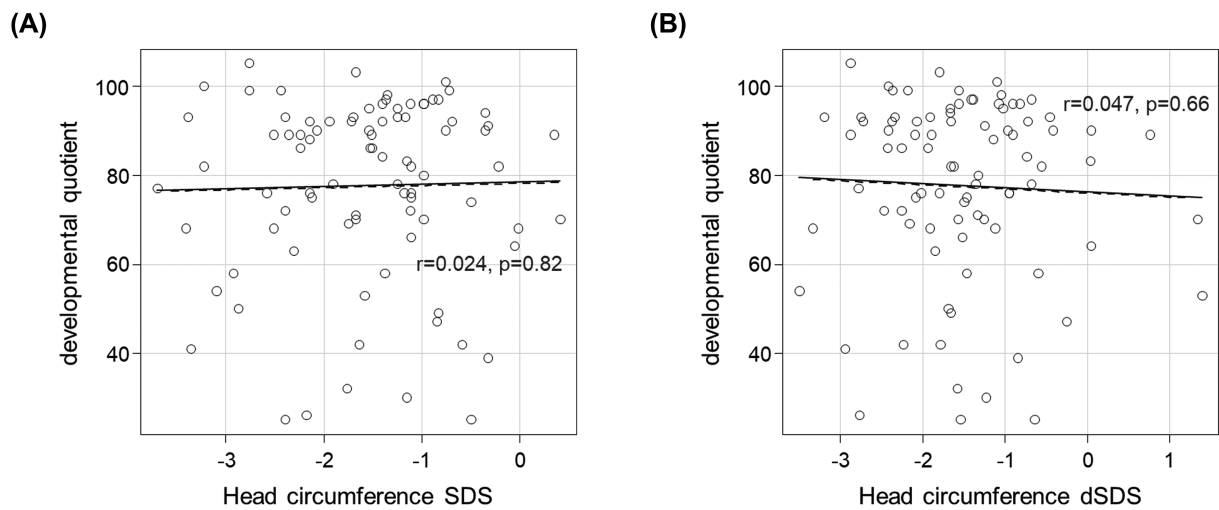 (A)
developmental quotient
100
80
60
40
r=0.024, p=0.82
-3
-2
-1
0
Head circumference SDS
(B)
developmental quotient
100
80
60
40
r=0.047, p=0.66
-3
-2
-1
0
1
Head circumference dSDS